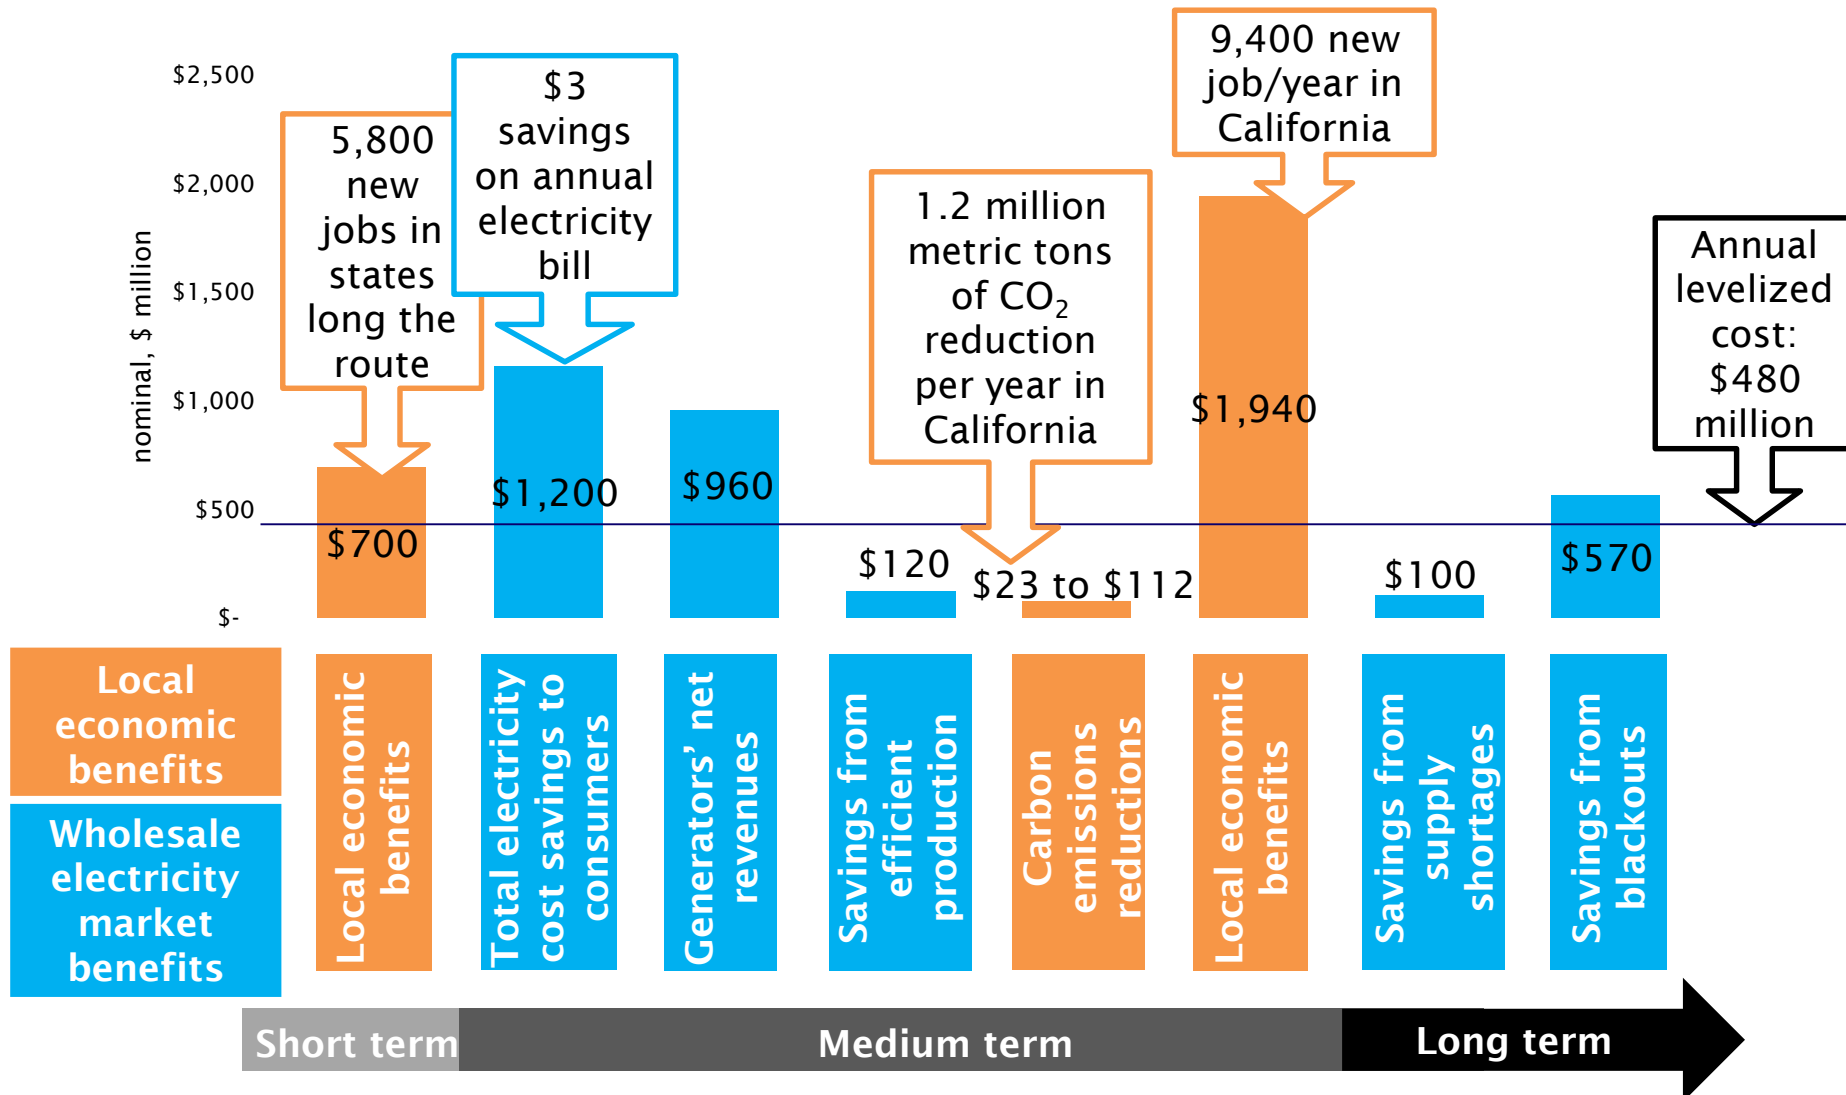 $2,500
$2,000
$1,500
$1,000
$500
$-
nominal, $ million
5,800
new
jobs in
states
long the
route
$3
savings
on annual
electricity
bill
1.2 million
metric tons
of CO₂
reduction
per year in
California
9,400 new
job/year in
California
Annual
levelized
cost:
$480
million
$700
$1,200
$960
$120
$23 to $112
$1,940
$100
$570
Local
economic
benefits
Wholesale
electricity
market
benefits
Local economic
benefits
Total electricity
cost savings to
consumers
Generators’ net
revenues
Savings from
efficient
production
Carbon
emissions
reductions
Local economic
benefits
Savings from
supply
shortages
Savings from
blackouts
Short term
Medium term
Long term